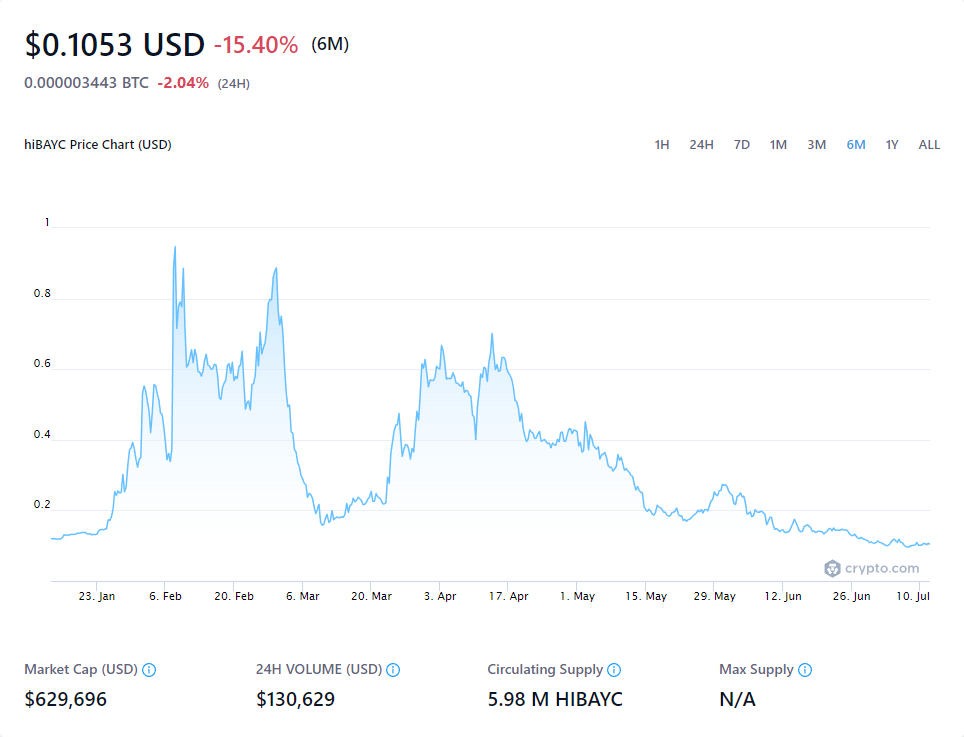 $0.1053 USD -15.40% (6M)
0.000003443 BTC -2.04% (24H)
hiBAYC Price Chart (USD)
1H 24H 7D 1M 3M 6M 1Y ALL
1
0.8
0.6
0.4
0.2
crypto.com
23. Jan 6. Feb 20. Feb 6. Mar 20. Mar 3. Apr 17. Apr 1. May 15. May 29. May 12. Jun 26. Jun 10. Jul
Market Cap (USD) 24H VOLUME (USD) Circulating Supply Max Supply
$629,696 $130,629 5.98 M HIBAYC N/A